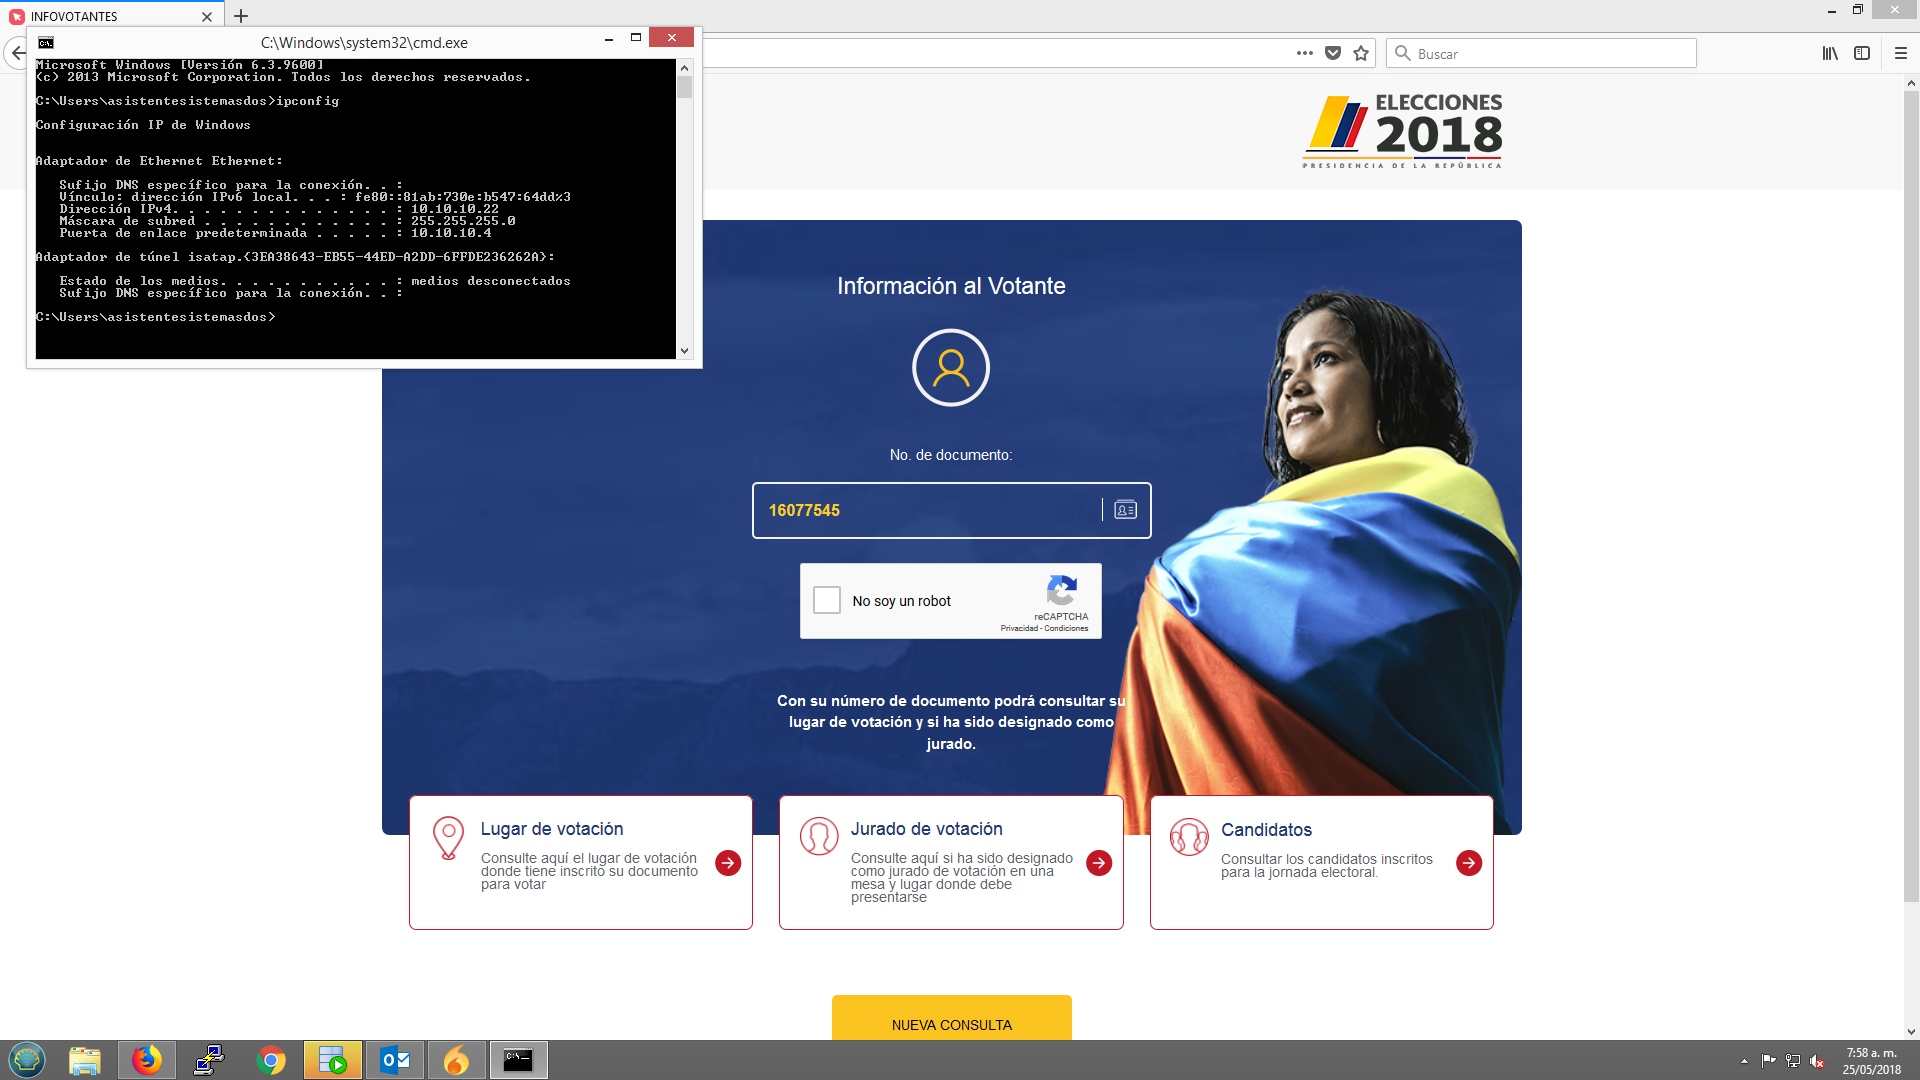 INFOVOTANTES
C:\Windows\system32\cmd.exe
Microsoft Windows [Versión 6.3.9600]
(c) 2013 Microsoft Corporation. Todos los derechos reservados.
C:\Users\asistentesistemasdos>ipconfig
Configuración IP de Windows
Adaptador de Ethernet Ethernet:
Sufijo DNS específico para la conexión. . :
Vínculo: dirección IPv6 local. . . : fe80::81ab:730e:b547:64dd%3
Dirección IPv4. . . . . . . . . . . . . . : 10.10.10.22
Máscara de subred . . . . . . . . . . . . : 255.255.255.0
Puerta de enlace predeterminada . . . . . : 10.10.10.4
Adaptador de túnel isatap.{3EA38643-EB55-44ED-A2DD-6FFDE236262A}:
Estado de los medios. . . . . . . . . . . : medios desconectados
Sufijo DNS específico para la conexión. . :
C:\Users\asistentesistemasdos>
Buscar
ELECCIONES
2018
PRESIDENCIA DE LA REPÚBLICA
Información al Votante
No. de documento:
16077545
No soy un robot
reCAPTCHA
Privacidad - Condiciones
Con su número de documento podrá consultar su
lugar de votación y si ha sido designado como
jurado.
Lugar de votación
Consulte aquí el lugar de votación
donde tiene inscrito su documento
para votar
Jurado de votación
Consulte aquí si ha sido designado
como jurado de votación en una
mesa y lugar donde debe
presentarse
Candidatos
Consultar los candidatos inscritos
para la jornada electoral.
NUEVA CONSULTA
7:58 a. m.
25/05/2018